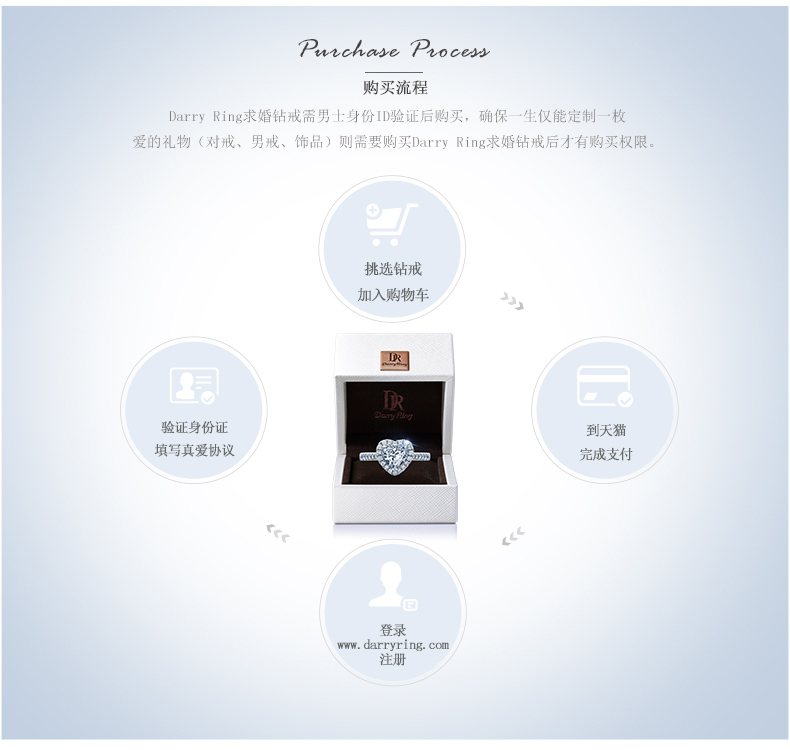 Purchase Process
购买流程
Darry Ring求婚钻戒需男士身份ID验证后购买，确保一生仅能定制一枚
爱的礼物（对戒、男戒、饰品）则需要购买Darry Ring求婚钻戒后才有购买权限。
挑选钻戒
加入购物车
到天猫
完成支付
登录
www.darryring.com
注册
验证身份证
填写真爱协议
DR
Darry Ring
DR
Darry Ring